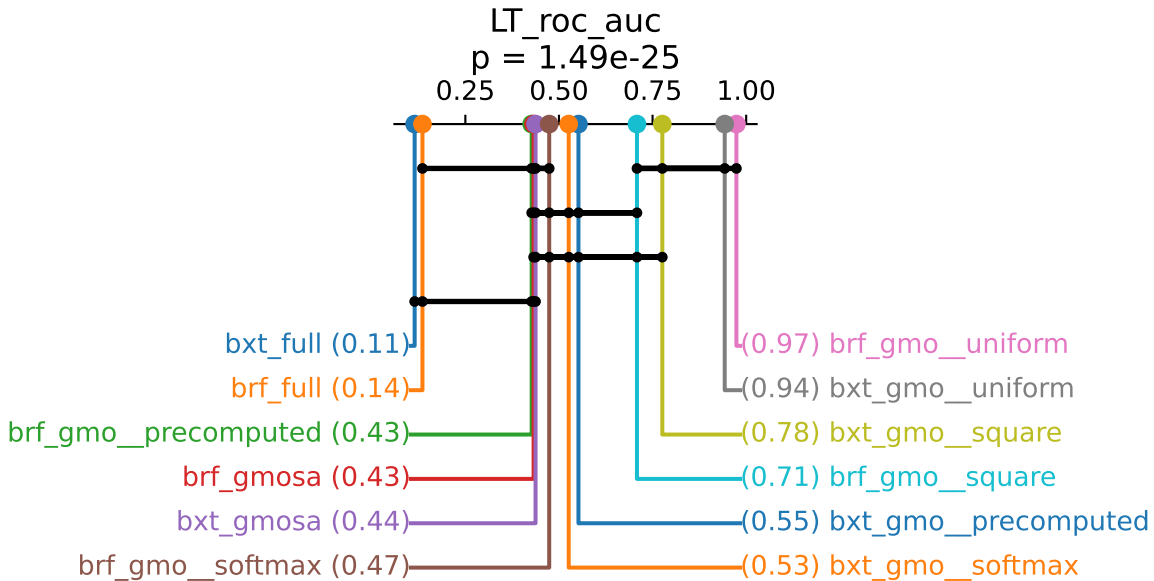 LT_roc_auc
p = 1.49e-25
0.25 0.50 0.75 1.00
bxt_full (0.11)
(0.97) brf_gmo__uniform
brf_full (0.14)
(0.94) bxt_gmo__uniform
brf_gmo__precomputed (0.43)
(0.78) bxt_gmo__square
brf_gmosa (0.43)
(0.71) brf_gmo__square
bxt_gmosa (0.44)
(0.55) bxt_gmo__precomputed
brf_gmo__softmax (0.47)
(0.53) bxt_gmo__softmax